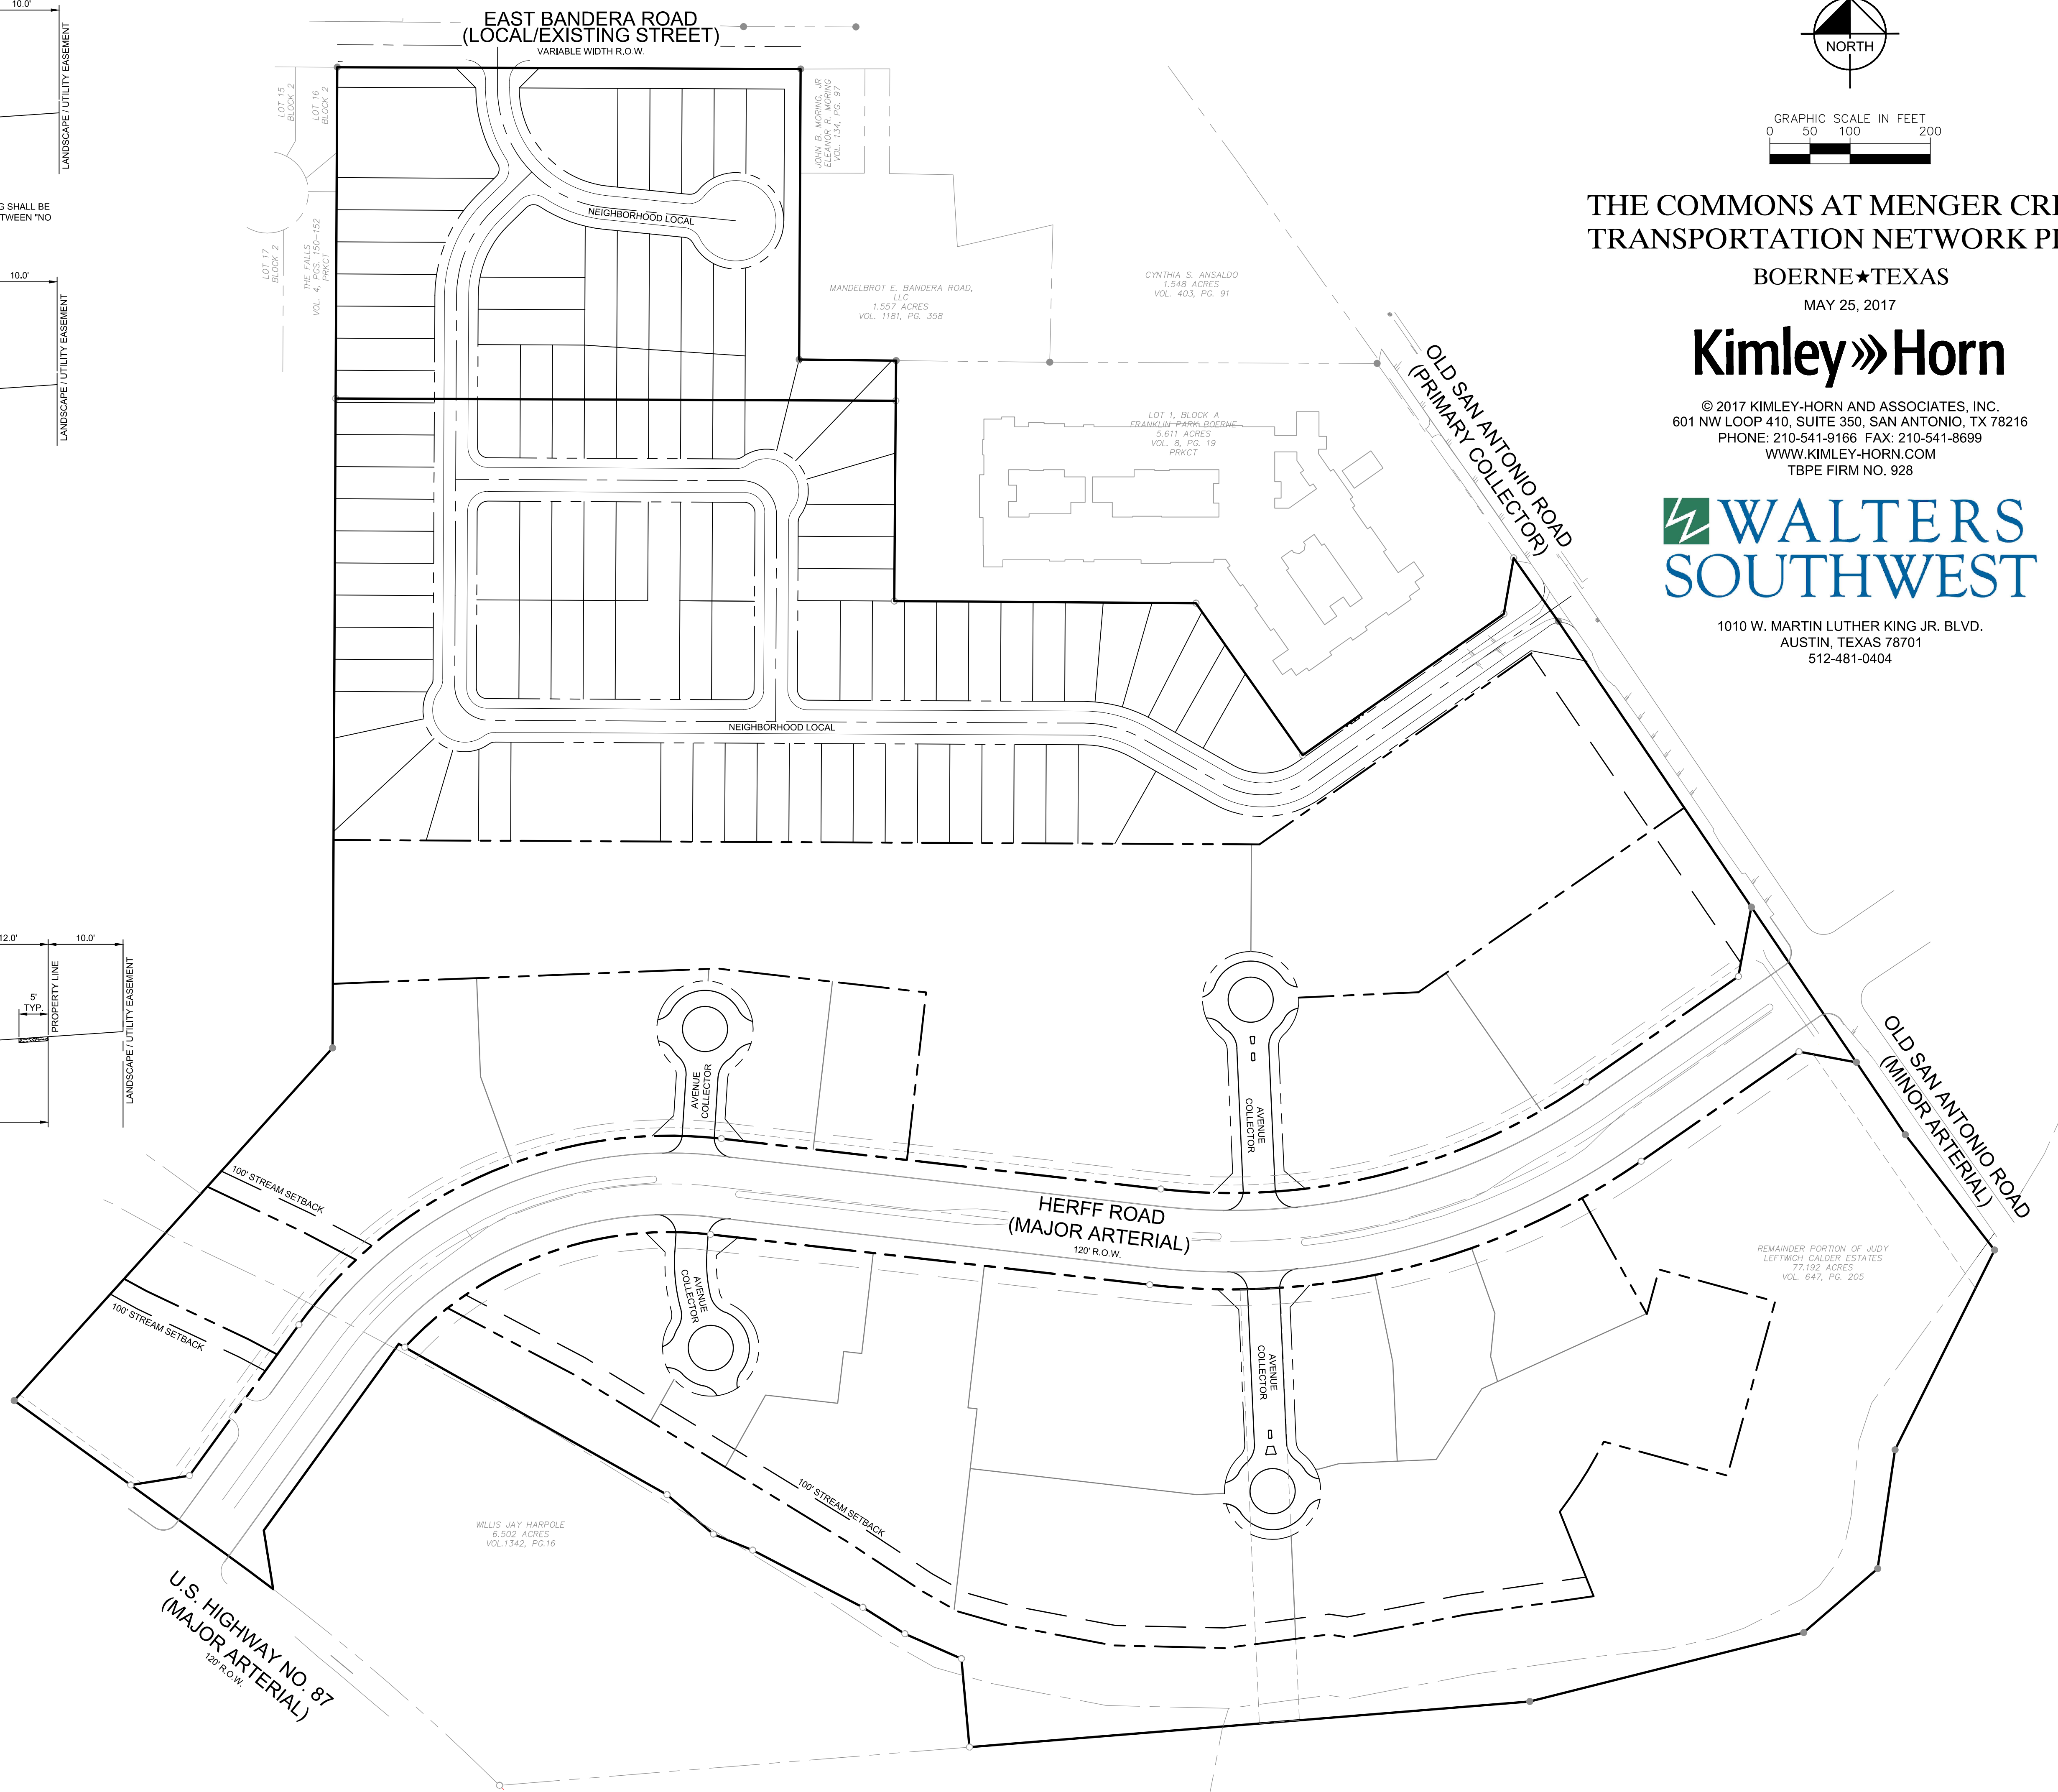 10.0'
LANDSCAPE / UTILITY EASEMENT
G SHALL BE
TWEEN "NO
10.0'
LANDSCAPE / UTILITY EASEMENT
12.0'
10.0'
5'
TYP.
PROPERTY LINE
LANDSCAPE / UTILITY EASEMENT
EAST BANDERA ROAD
(LOCAL/EXISTING STREET)
VARIABLE WIDTH R.O.W.
LOT 15
BLOCK 2
LOT 16
BLOCK 2
LOT 17
BLOCK 2
THE FALLS
VOL. 4, PGS. 150-152
PRKCT
JOHN B. MORING, JR
ELEANOR R. MORING
VOL. 134, PG. 97
NEIGHBORHOOD LOCAL
MANDELBROT E. BANDERA ROAD,
LLC
1.557 ACRES
VOL. 1181, PG. 358
CYNTHIA S. ANSALDO
1.548 ACRES
VOL. 403, PG. 91
LOT 1, BLOCK A
FRANKLIN PARK BOERNE
5.611 ACRES
VOL. 8, PG. 19
PRKCT
OLD SAN ANTONIO ROAD
(PRIMARY COLLECTOR)
NEIGHBORHOOD LOCAL
NORTH
GRAPHIC SCALE IN FEET
0 50 100 200
THE COMMONS AT MENGER CRE
TRANSPORTATION NETWORK PL
BOERNE★TEXAS
MAY 25, 2017
Kimley»Horn
© 2017 KIMLEY-HORN AND ASSOCIATES, INC.
601 NW LOOP 410, SUITE 350, SAN ANTONIO, TX 78216
PHONE: 210-541-9166 FAX: 210-541-8699
WWW.KIMLEY-HORN.COM
TBPE FIRM NO. 928
WALTERS
SOUTHWEST
1010 W. MARTIN LUTHER KING JR. BLVD.
AUSTIN, TEXAS 78701
512-481-0404
AVENUE
COLLECTOR
AVENUE
COLLECTOR
OLD SAN ANTONIO ROAD
(MINOR ARTERIAL)
100' STREAM SETBACK
100' STREAM SETBACK
HERFF ROAD
(MAJOR ARTERIAL)
120' R.O.W.
AVENUE
COLLECTOR
AVENUE
COLLECTOR
REMAINDER PORTION OF JUDY
LEFTWICH CALDER ESTATES
77.192 ACRES
VOL. 647, PG. 205
100' STREAM SETBACK
WILLIS JAY HARPOLE
6.502 ACRES
VOL.1342, PG.16
U.S. HIGHWAY NO. 87
(MAJOR ARTERIAL)
120' R.O.W.